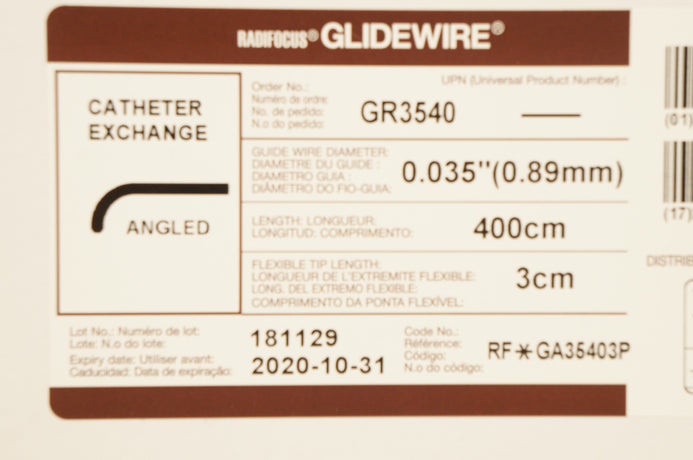 RADIFOCUS® GLIDEWIRE®
CATHETER
EXCHANGE
ANGLED
Order No.:
Numéro de ordre:
No. de pedido:
N.o do pedido:
GR3540
UPN (Universal Product Number) :
GUIDE WIRE DIAMETER:
DIAMETRE DU GUIDE :
DIAMETRO GUIA :
DIÂMETRO DO FIO-GUIA:
0.035"(0.89mm)
LENGTH: LONGUEUR:
LONGITUD: COMPRIMENTO:
400cm
FLEXIBLE TIP LENGTH:
LONGUEUR DE L'EXTREMITE FLEXIBLE:
LONG. DEL EXTREMO FLEXIBLE:
COMPRIMENTO DA PONTA FLEXÍVEL:
3cm
Lot No.: Numéro de lot:
Lote: N.o do lote:
181129
Expiry date: Utiliser avant:
Caducidad: Data de expiração:
2020-10-31
Code No.:
Référence:
Código:
N.o do código:
RF*GA35403P
(01)
(17)
DISTRIB